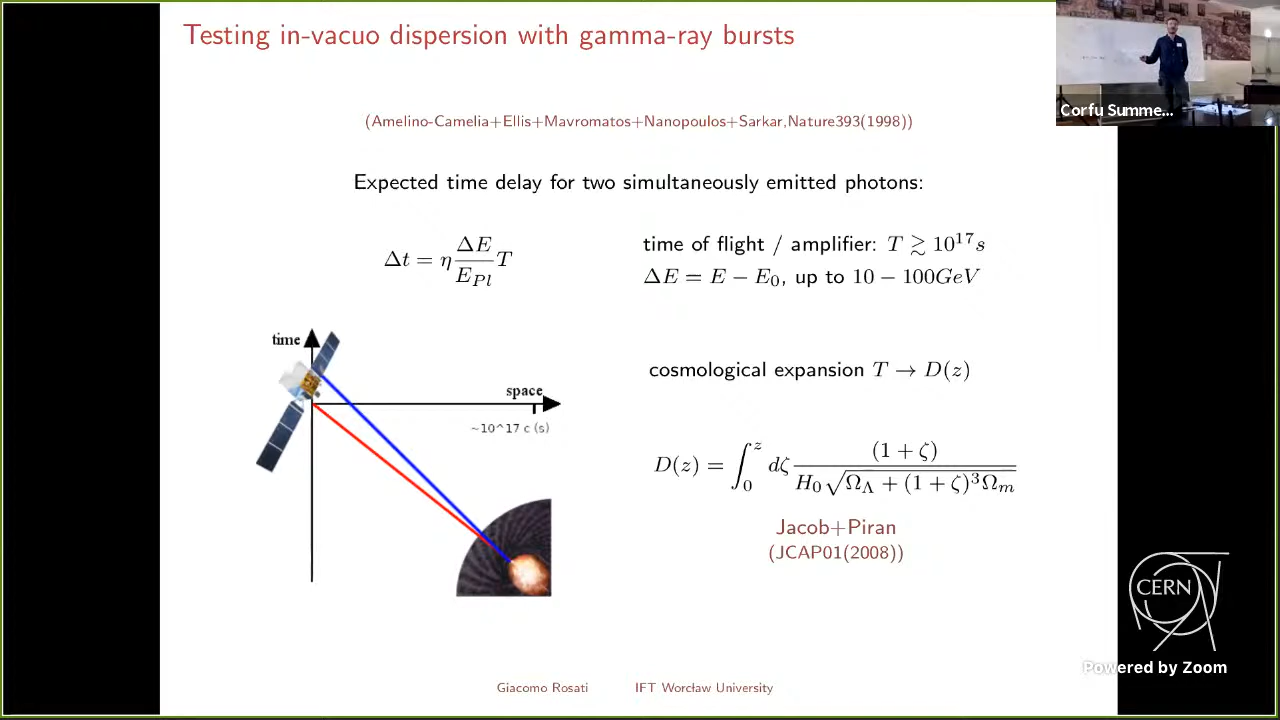 Testing in-vacuo dispersion with gamma-ray bursts
Corfu Summe...
(Amelino-Camelia+Ellis+Mavromatos+Nanopoulos+Sarkar,Nature393(1998))
Expected time delay for two simultaneously emitted photons:
Δt = η ΔE/E_{Pl} T
time of flight / amplifier: T ≳ 10^{17}s
ΔE = E − E_0, up to 10 − 100GeV
time
space
~10^17 c (s)
cosmological expansion T → D(z)
D(z) = ∫_0^z dζ (1 + ζ)/(H_0 √(Ω_Λ + (1 + ζ)^3 Ω_m))
Jacob+Piran
(JCAP01(2008))
CERN
Powered by Zoom
Giacomo Rosati IFT Worcław University